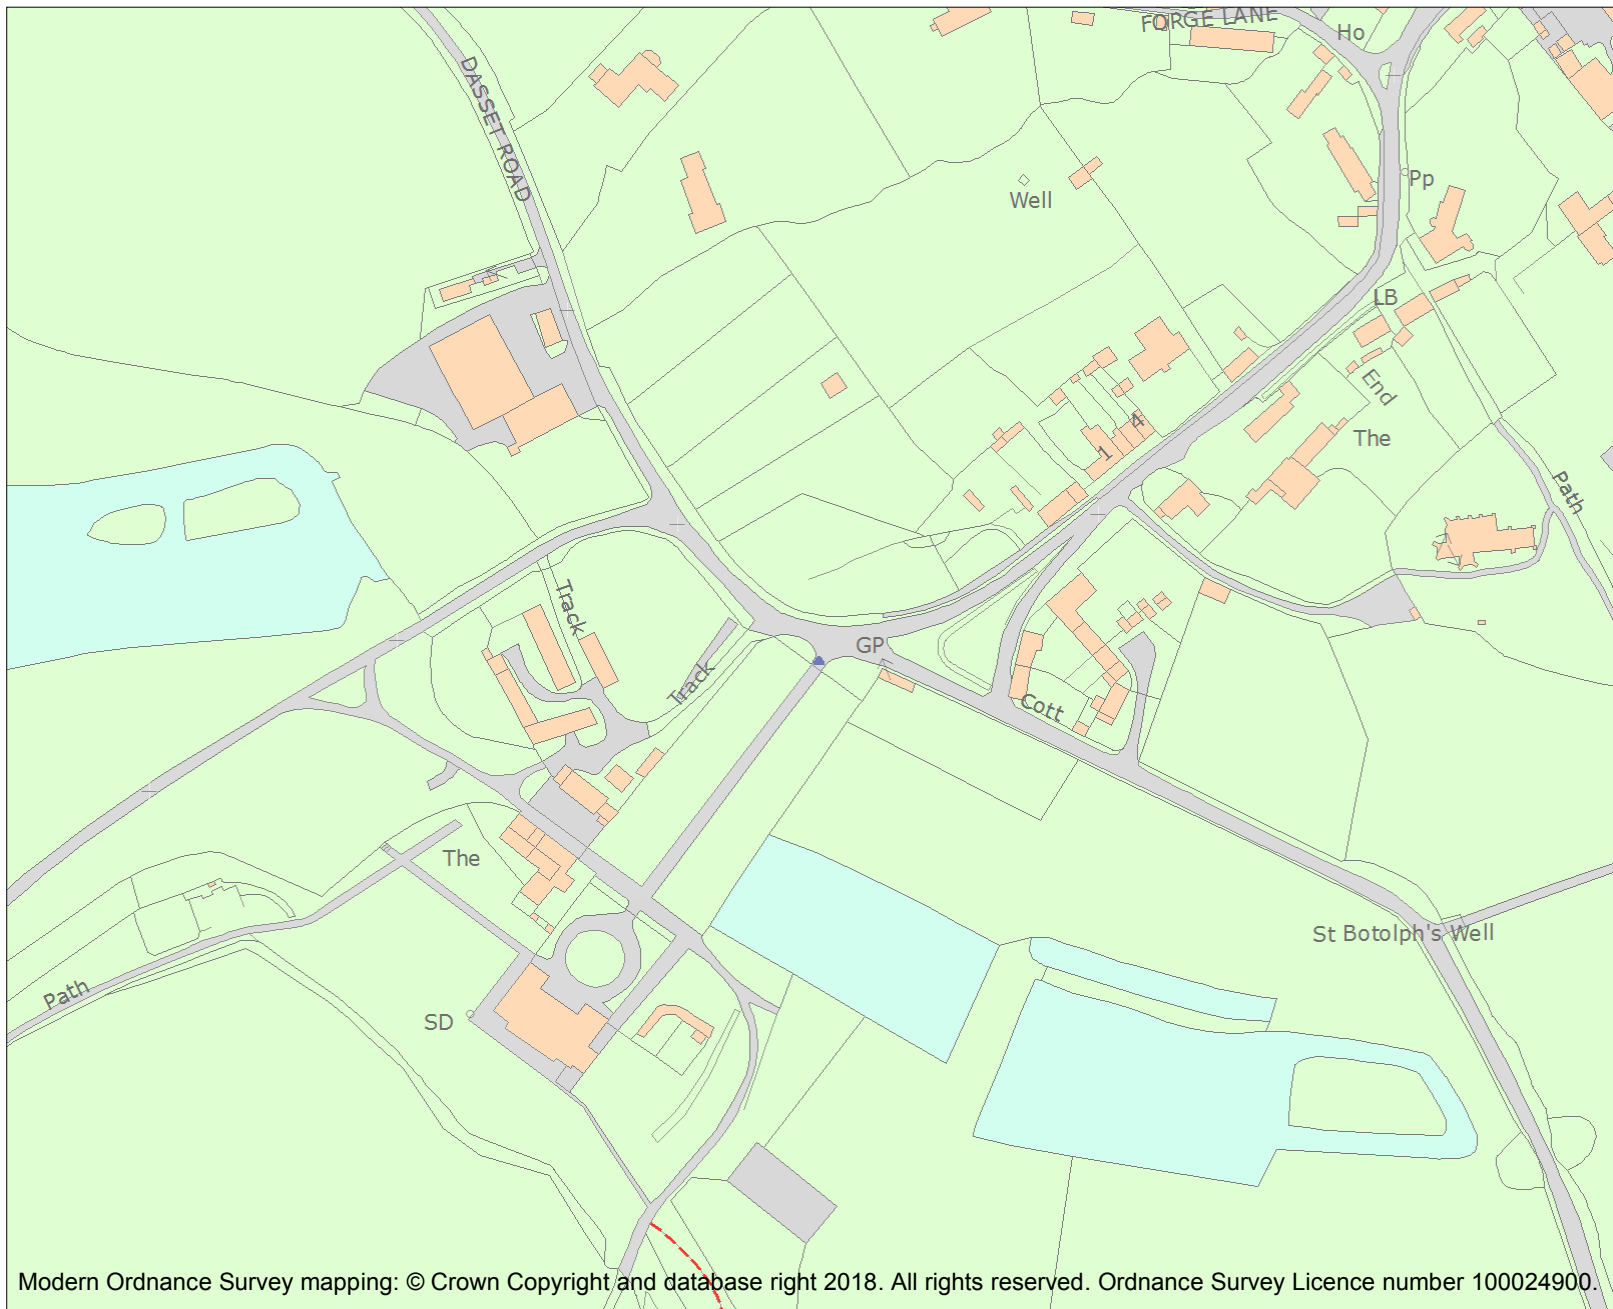 FORGE LANE
Ho
DASSET ROAD
Pp
Well
LB
End
4
The
1
Path
Track
GP
Track
Cott
The
St Botolph's Well
Path
SD
Modern Ordnance Survey mapping: © Crown Copyright and database right 2018. All rights reserved. Ordnance Survey Licence number 100024900.